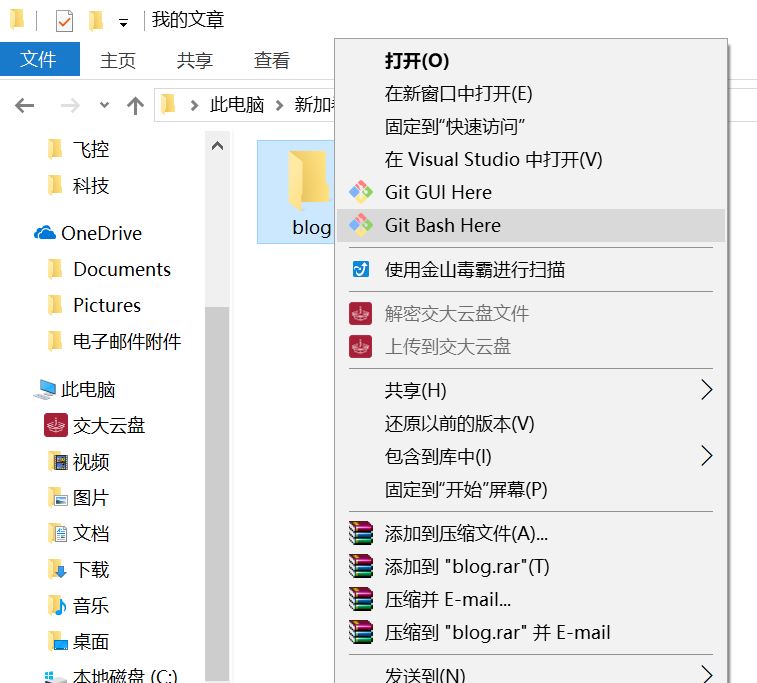 我的文章
文件
主页
共享
查看
此电脑
飞控
科技
OneDrive
Documents
Pictures
电子邮件附件
此电脑
交大云盘
视频
图片
文档
下载
音乐
桌面
本地磁盘 (C:)
blog
打开(O)
在新窗口中打开(E)
固定到“快速访问”
在 Visual Studio 中打开(V)
Git GUI Here
Git Bash Here
使用金山毒霸进行扫描
解密交大云盘文件
上传到交大云盘
共享(H)
还原以前的版本(V)
包含到库中(I)
固定到“开始”屏幕(P)
添加到压缩文件(A)...
添加到 "blog.rar"(T)
压缩并 E-mail...
压缩到 "blog.rar" 并 E-mail
发送到(N)